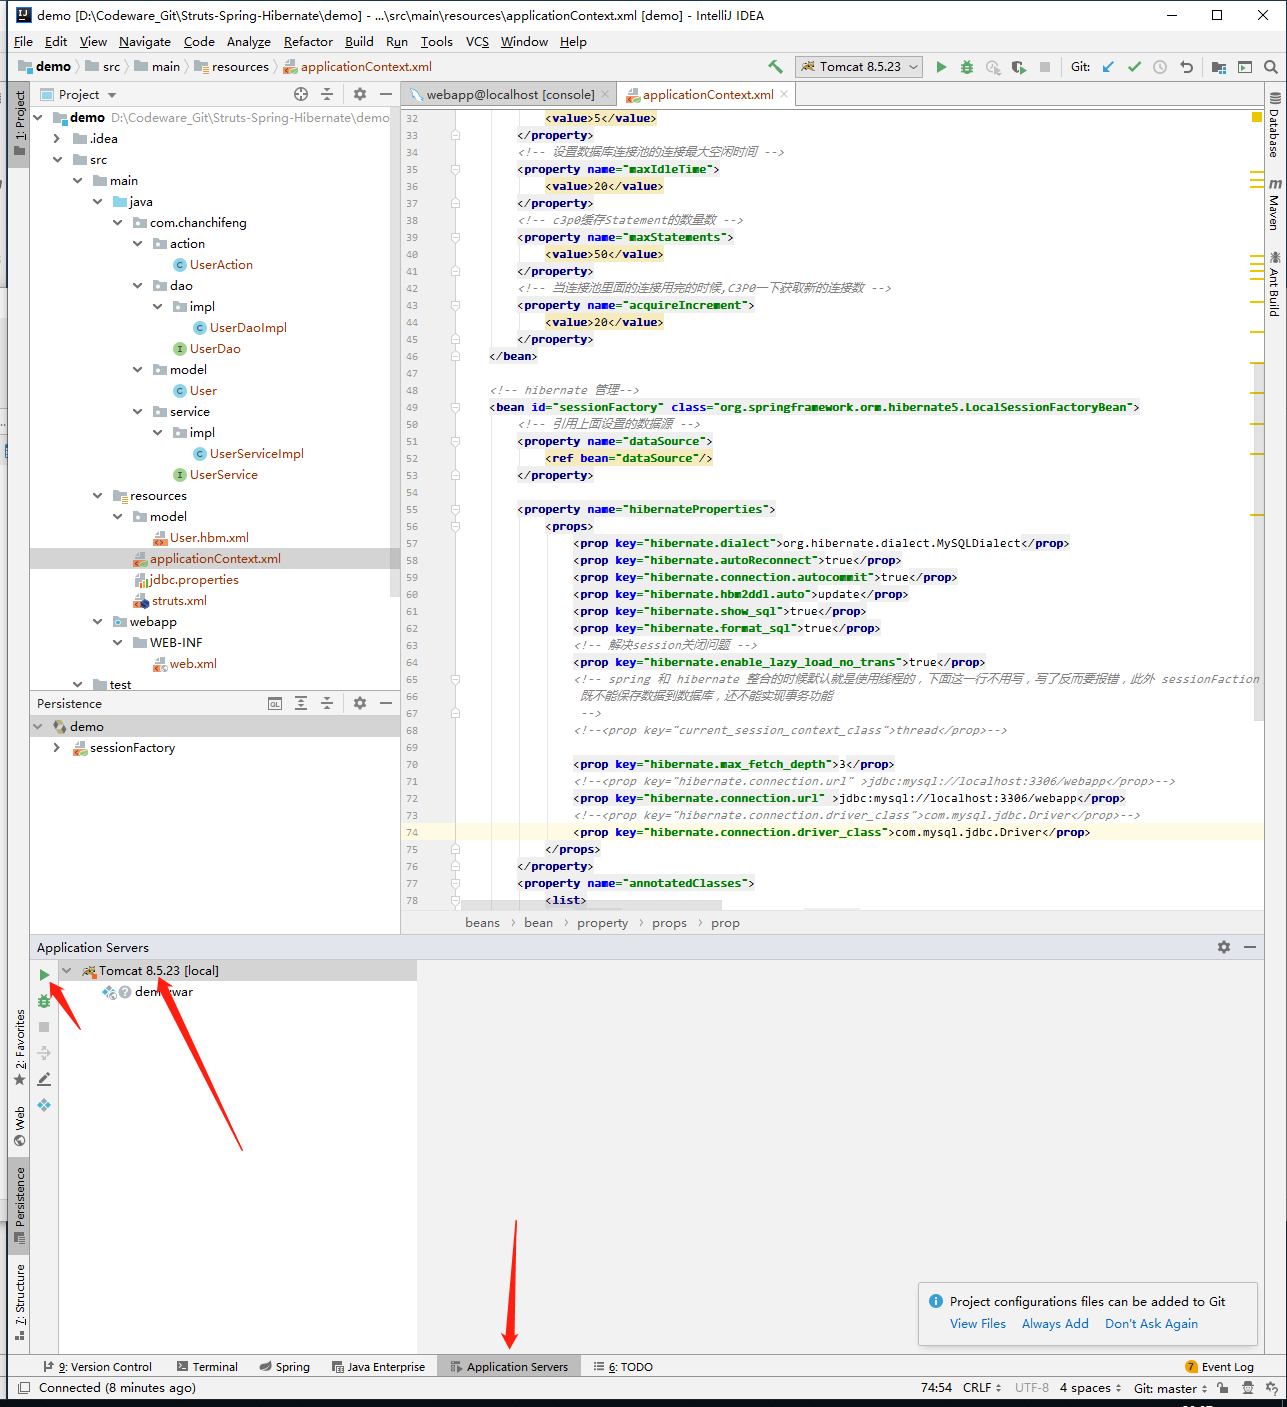 demo [D:\Codeware_Git\Struts-Spring-Hibernate\demo] - ...\src\main\resources\applicationContext.xml [demo] - IntelliJ IDEA
File Edit View Navigate Code Analyze Refactor Build Run Tools VCS Window Help
demo src main resources applicationContext.xml
Tomcat 8.5.23
Git:
1: Project
Project
demo D:\Codeware_Git\Struts-Spring-Hibernate\demo
.idea
src
main
java
com.chanchifeng
action
UserAction
dao
impl
UserDaoImpl
UserDao
model
User
service
impl
UserServiceImpl
UserService
resources
model
User.hbm.xml
applicationContext.xml
jdbc.properties
struts.xml
webapp
WEB-INF
web.xml
test
Persistence
demo
sessionFactory
webapp@localhost [console]
applicationContext.xml
32 <value>5</value>
33 </property>
34 <!-- 设置数据库连接池的连接最大空闲时间 -->
35 <property name="maxIdleTime">
36 <value>20</value>
37 </property>
38 <!-- c3p0缓存Statement的数量数 -->
39 <property name="maxStatements">
40 <value>50</value>
41 </property>
42 <!-- 当连接池里面的连接用完的时候,C3P0一下获取新的连接数 -->
43 <property name="acquireIncrement">
44 <value>20</value>
45 </property>
46 </bean>
47
48 <!-- hibernate 管理-->
49 <bean id="sessionFactory" class="org.springframework.orm.hibernate5.LocalSessionFactoryBean">
50 <!-- 引用上面设置的数据源 -->
51 <property name="dataSource">
52 <ref bean="dataSource"/>
53 </property>
54
55 <property name="hibernateProperties">
56 <props>
57 <prop key="hibernate.dialect">org.hibernate.dialect.MySQLDialect</prop>
58 <prop key="hibernate.autoReconnect">true</prop>
59 <prop key="hibernate.connection.autocommit">true</prop>
60 <prop key="hibernate.hbm2ddl.auto">update</prop>
61 <prop key="hibernate.show_sql">true</prop>
62 <prop key="hibernate.format_sql">true</prop>
63 <!-- 解决session关闭问题 -->
64 <prop key="hibernate.enable_lazy_load_no_trans">true</prop>
65 <!-- spring 和 hibernate 整合的时候默认就是使用线程的，下面这一行不用写，写了反而要报错，此外 sessionFaction
66 既不能保存数据到数据库，还不能实现事务功能
67 -->
68 <!--<prop key="current_session_context_class">thread</prop>-->
69
70 <prop key="hibernate.max_fetch_depth">3</prop>
71 <!--<prop key="hibernate.connection.url" >jdbc:mysql://localhost:3306/webapp</prop>-->
72 <prop key="hibernate.connection.url" >jdbc:mysql://localhost:3306/webapp</prop>
73 <!--<prop key="hibernate.connection.driver_class">com.mysql.jdbc.Driver</prop>-->
74 <prop key="hibernate.connection.driver_class">com.mysql.jdbc.Driver</prop>
75 </props>
76 </property>
77 <property name="annotatedClasses">
78 <list>
beans bean property props prop
Database
Maven
Ant Build
Application Servers
Tomcat 8.5.23 [local]
2: Favorites
Web
Persistence
7: Structure
Project configurations files can be added to Git
View Files Always Add Don't Ask Again
9: Version Control Terminal Spring Java Enterprise Application Servers 6: TODO 7 Event Log
Connected (8 minutes ago) 74:54 CRLF UTF-8 4 spaces Git: master